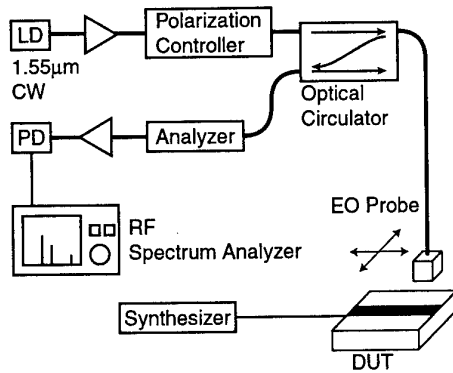 LD
1.55μm
CW
Polarization
Controller
Optical
Circulator
PD
Analyzer
RF
Spectrum Analyzer
EO Probe
Synthesizer
DUT